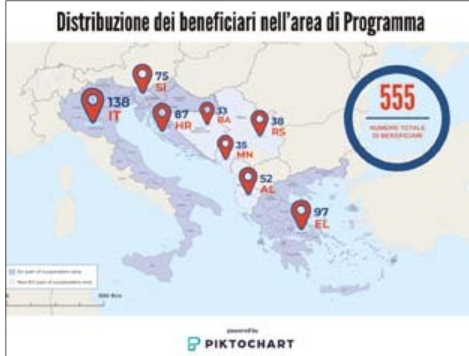 Distribuzione dei beneficiari nell'area di Programma
75
SI
138
IT
87
HR
33
BA
38
RS
35
MN
52
AL
97
EL
555
NUMERO TOTALE
DI BENEFICIARI
powered by
PIKTOCHART